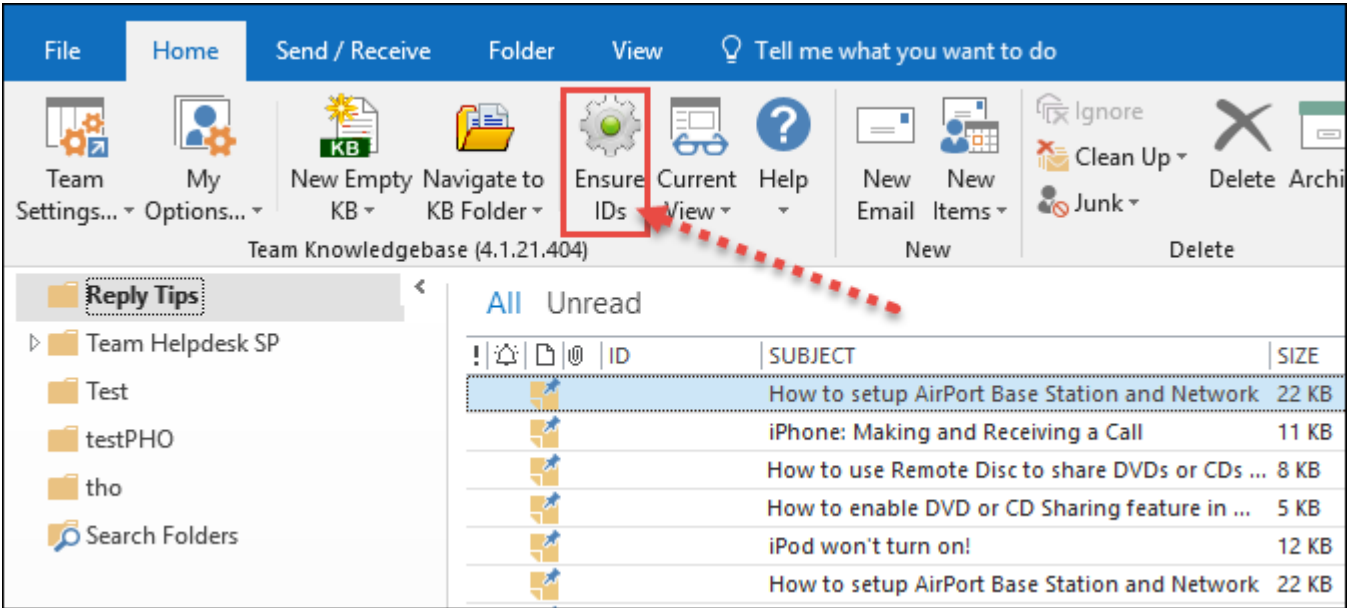 File Home Send / Receive Folder View Tell me what you want to do
Ignore
KB ? Clean Up
Team My New Empty Navigate to Ensure Current Help New New Delete Archi
Settings... Options... KB KB Folder IDs View Email Items Junk
Team Knowledgebase (4.1.21.404) New Delete
Reply Tips
All Unread
Team Helpdesk SP
! ID SUBJECT SIZE
Test How to setup AirPort Base Station and Network 22 KB
testPHO iPhone: Making and Receiving a Call 11 KB
How to use Remote Disc to share DVDs or CDs ... 8 KB
tho How to enable DVD or CD Sharing feature in ... 5 KB
Search Folders iPod won't turn on! 12 KB
How to setup AirPort Base Station and Network 22 KB